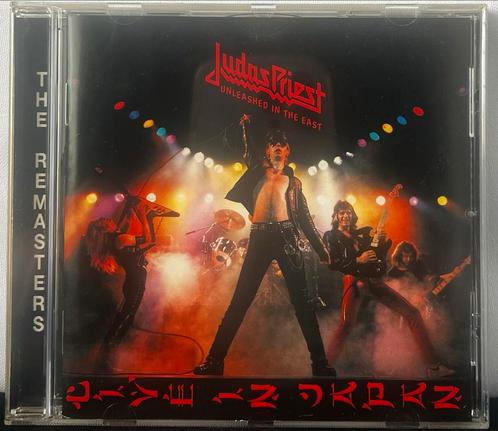 THE REMASTERS
Judas Priest
UNLEASHED IN THE EAST
LIVE IN JAPAN